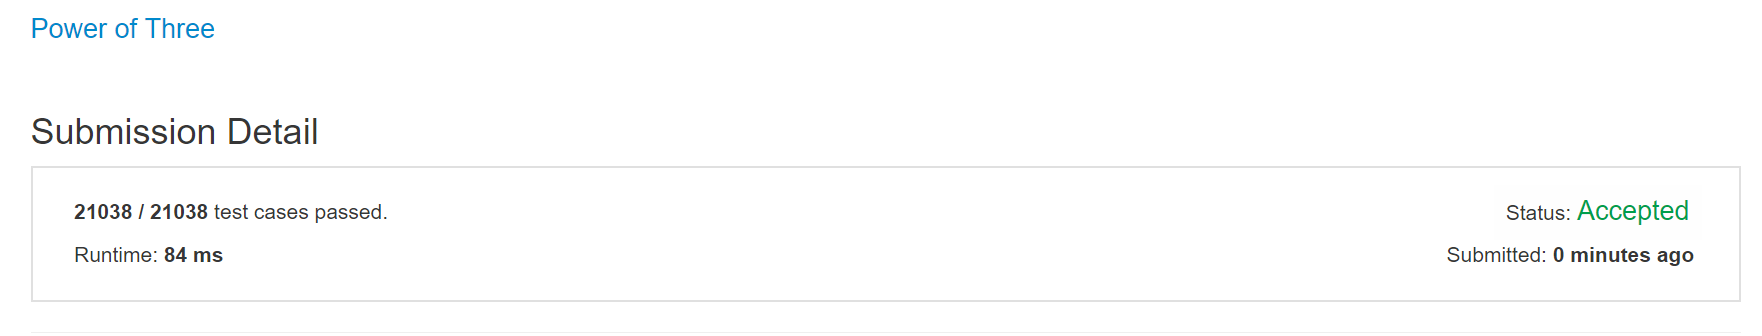 Power of Three
Submission Detail
21038 / 21038 test cases passed.
Status: Accepted
Runtime: 84 ms
Submitted: 0 minutes ago